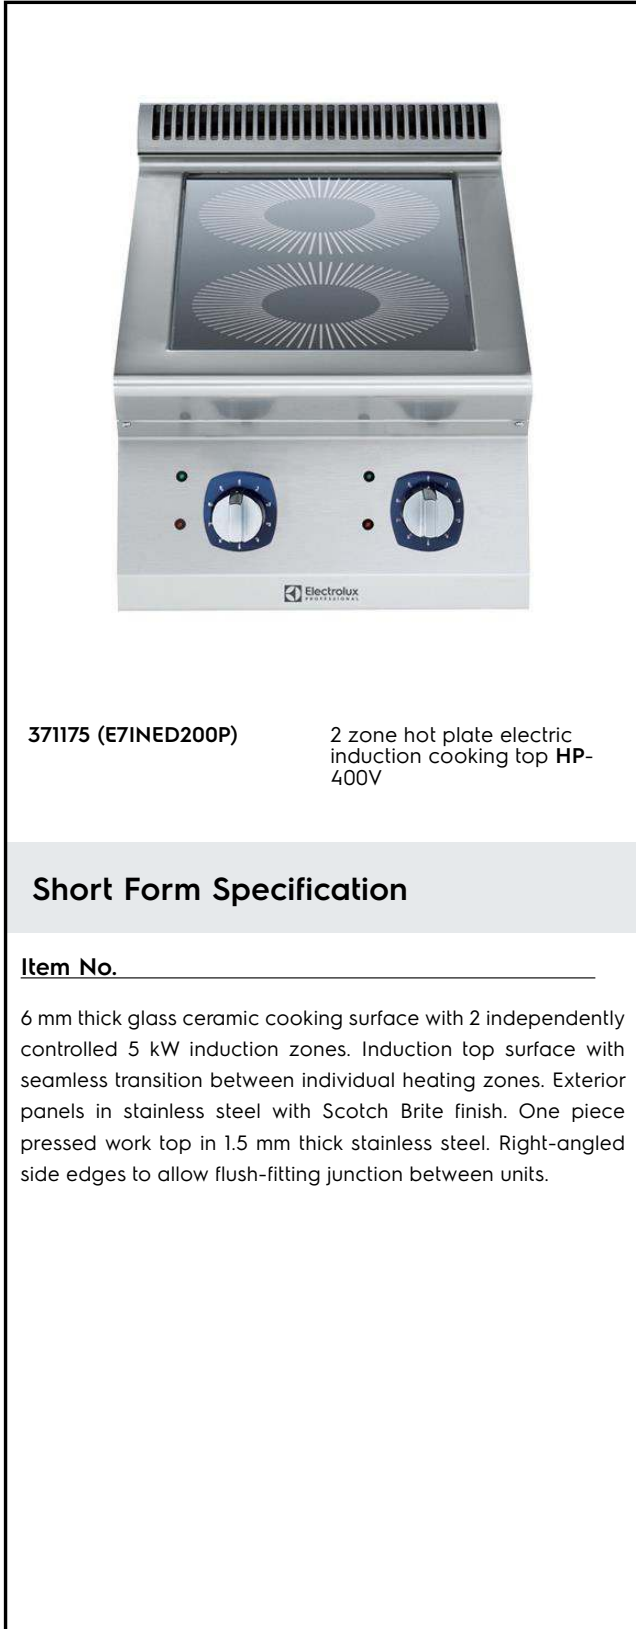 Electrolux
PROFESSIONAL
371175 (E7INED200P)
2 zone hot plate electric
induction cooking top HP-
400V
Short Form Specification
Item No.
6 mm thick glass ceramic cooking surface with 2 independently
controlled 5 kW induction zones. Induction top surface with
seamless transition between individual heating zones. Exterior
panels in stainless steel with Scotch Brite finish. One piece
pressed work top in 1.5 mm thick stainless steel. Right-angled
side edges to allow flush-fitting junction between units.